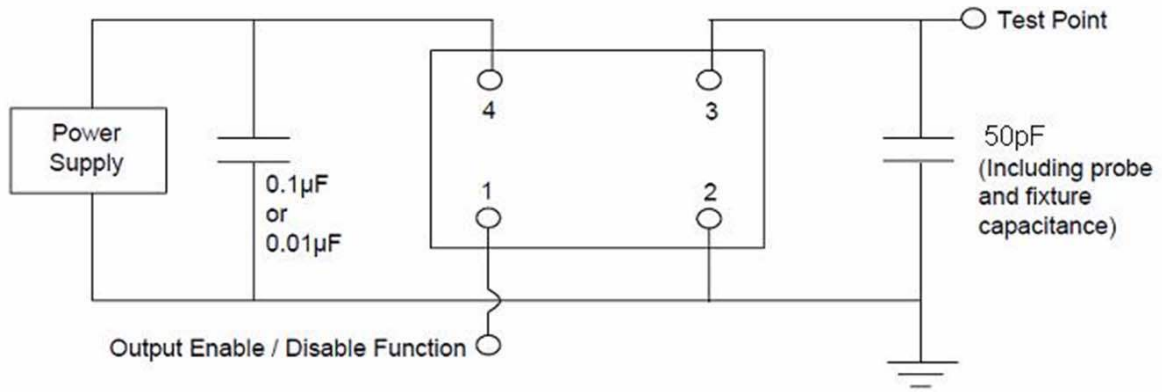 Test Point
4
3
Power
Supply
50pF
(Including probe
and fixture
capacitance)
0.1µF
or
0.01µF
1
2
Output Enable / Disable Function